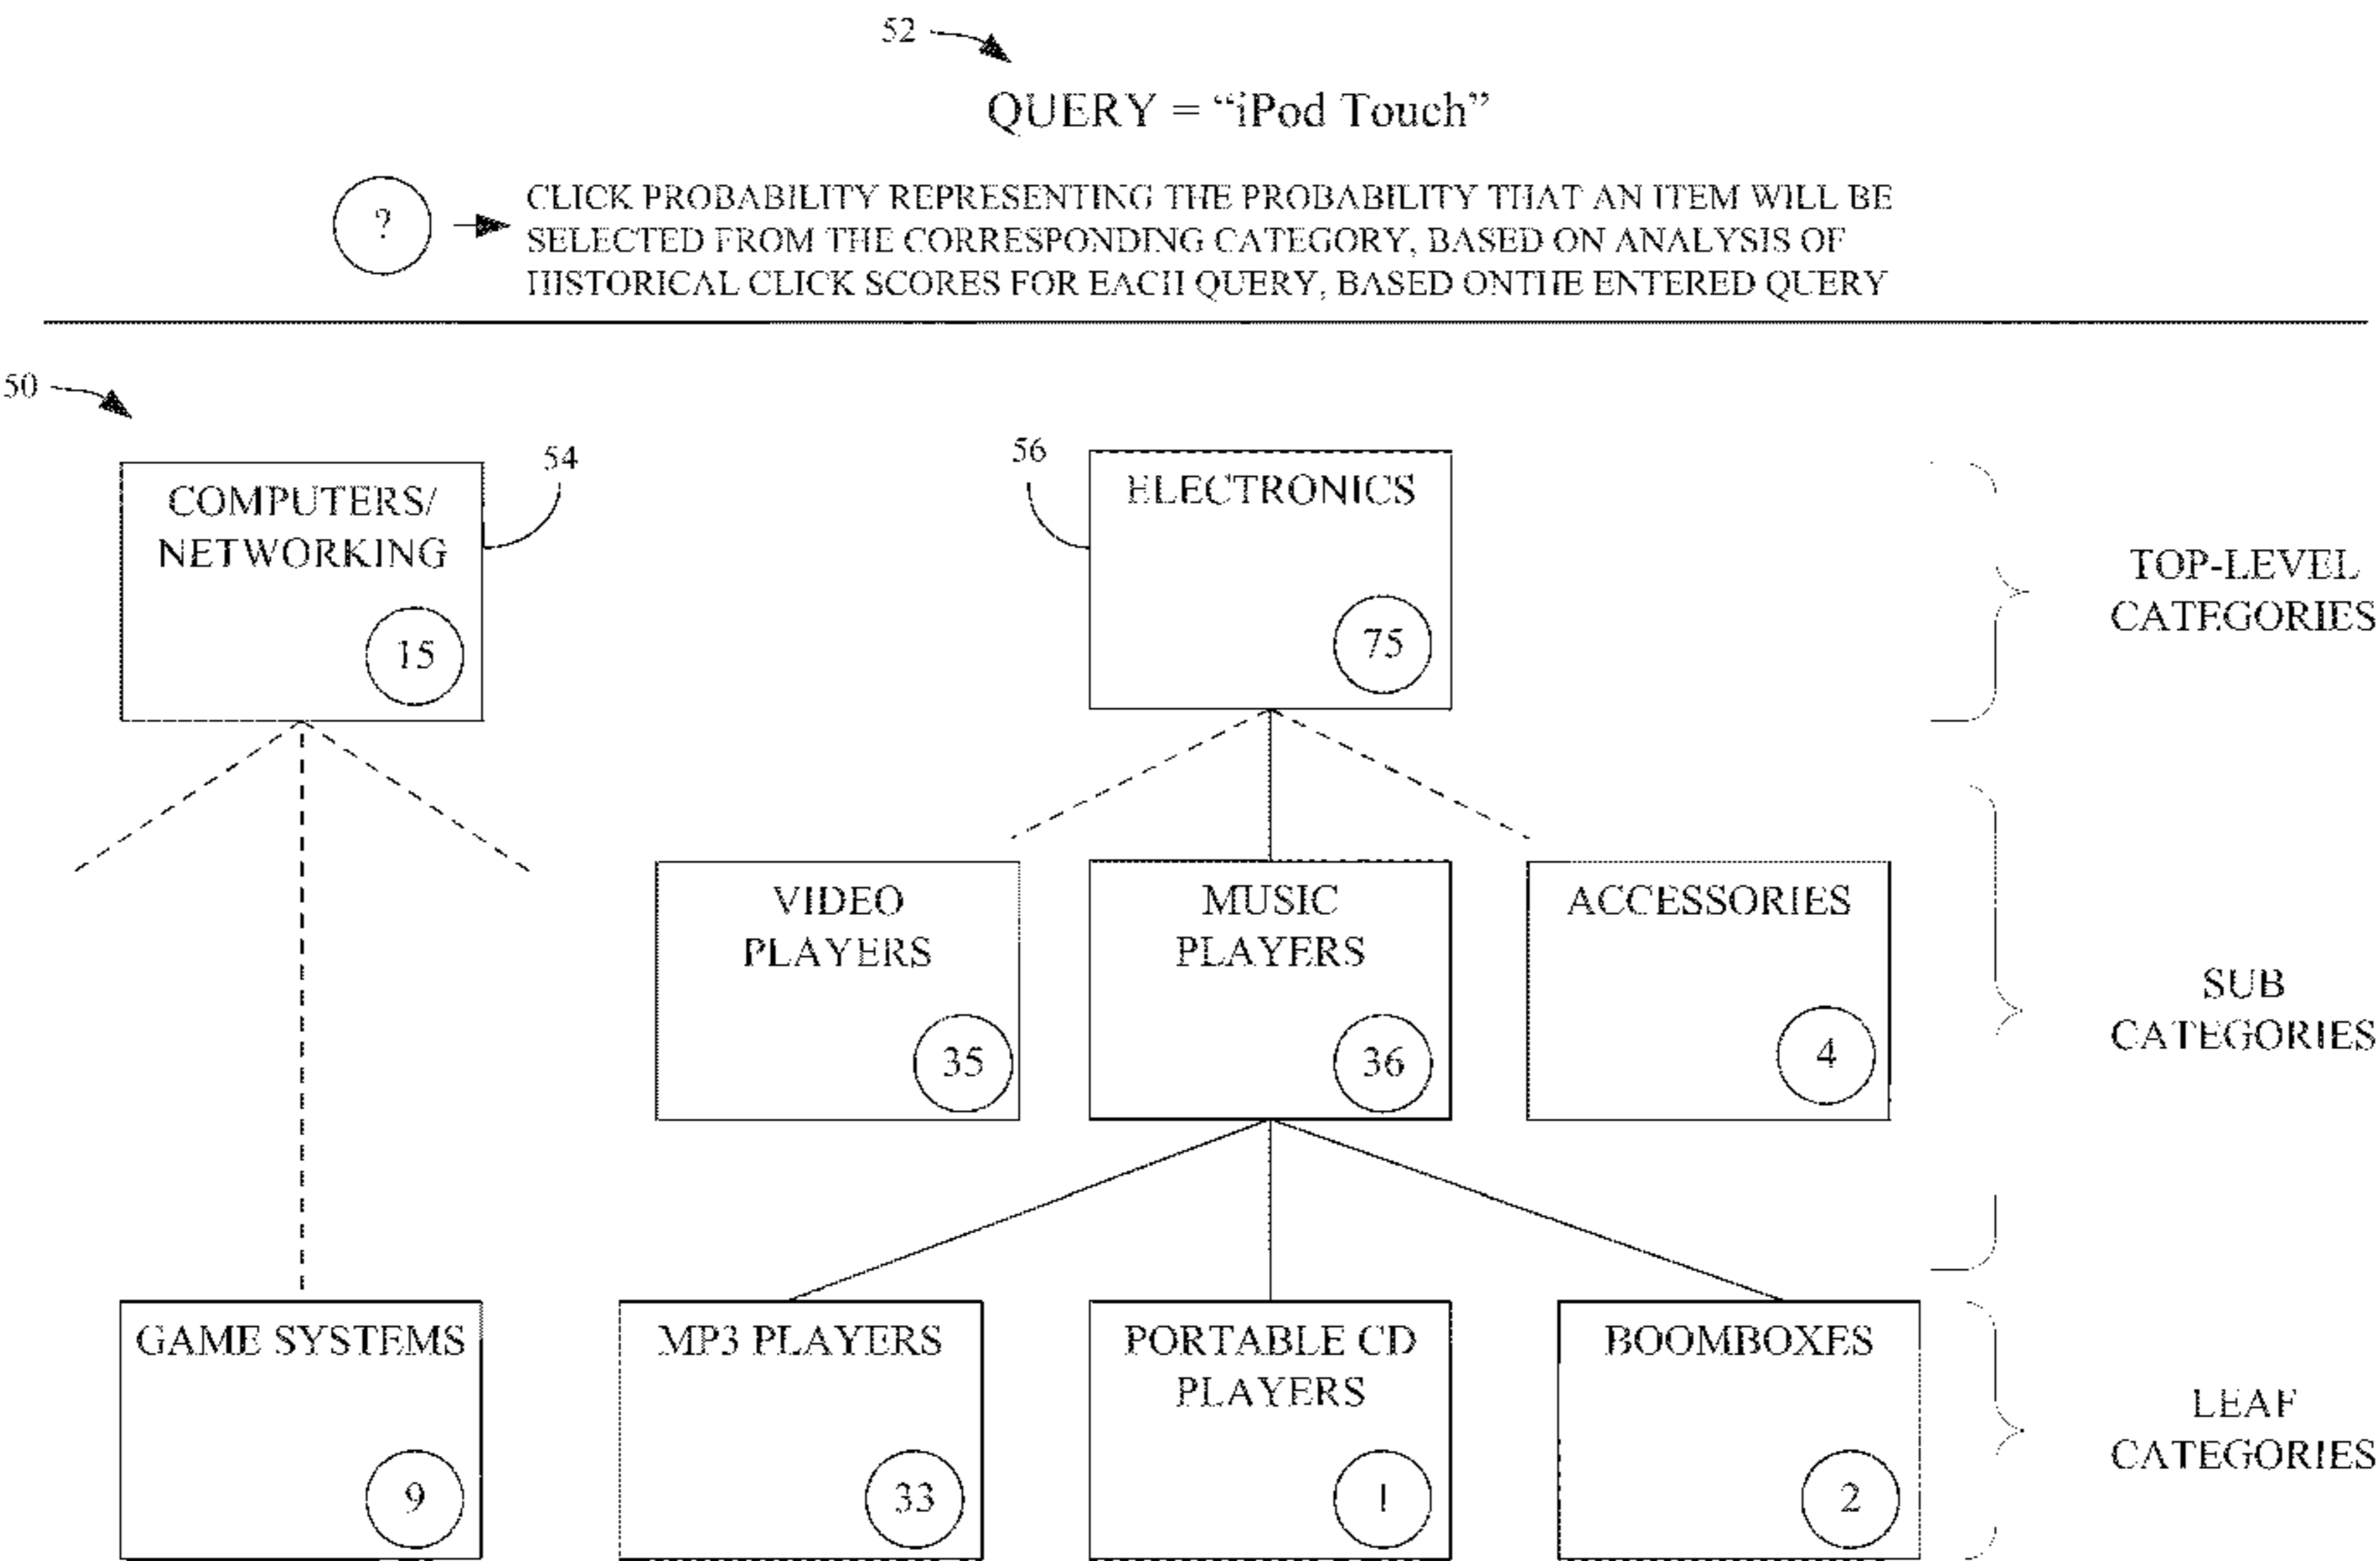 52
QUERY = “iPod Touch”
?
CLICK PROBABILITY REPRESENTING THE PROBABILITY THAT AN ITEM WILL BE
SELECTED FROM THE CORRESPONDING CATEGORY, BASED ON ANALYSIS OF
HISTORICAL CLICK SCORES FOR EACH QUERY, BASED ONTHE ENTERED QUERY
50
54
56
COMPUTERS/
NETWORKING
15
ELECTRONICS
75
TOP-LEVEL
CATEGORIES
VIDEO
PLAYERS
35
MUSIC
PLAYERS
36
ACCESSORIES
4
SUB
CATEGORIES
GAME SYSTEMS
9
MP3 PLAYERS
33
PORTABLE CD
PLAYERS
1
BOOMBOXES
2
LEAF
CATEGORIES